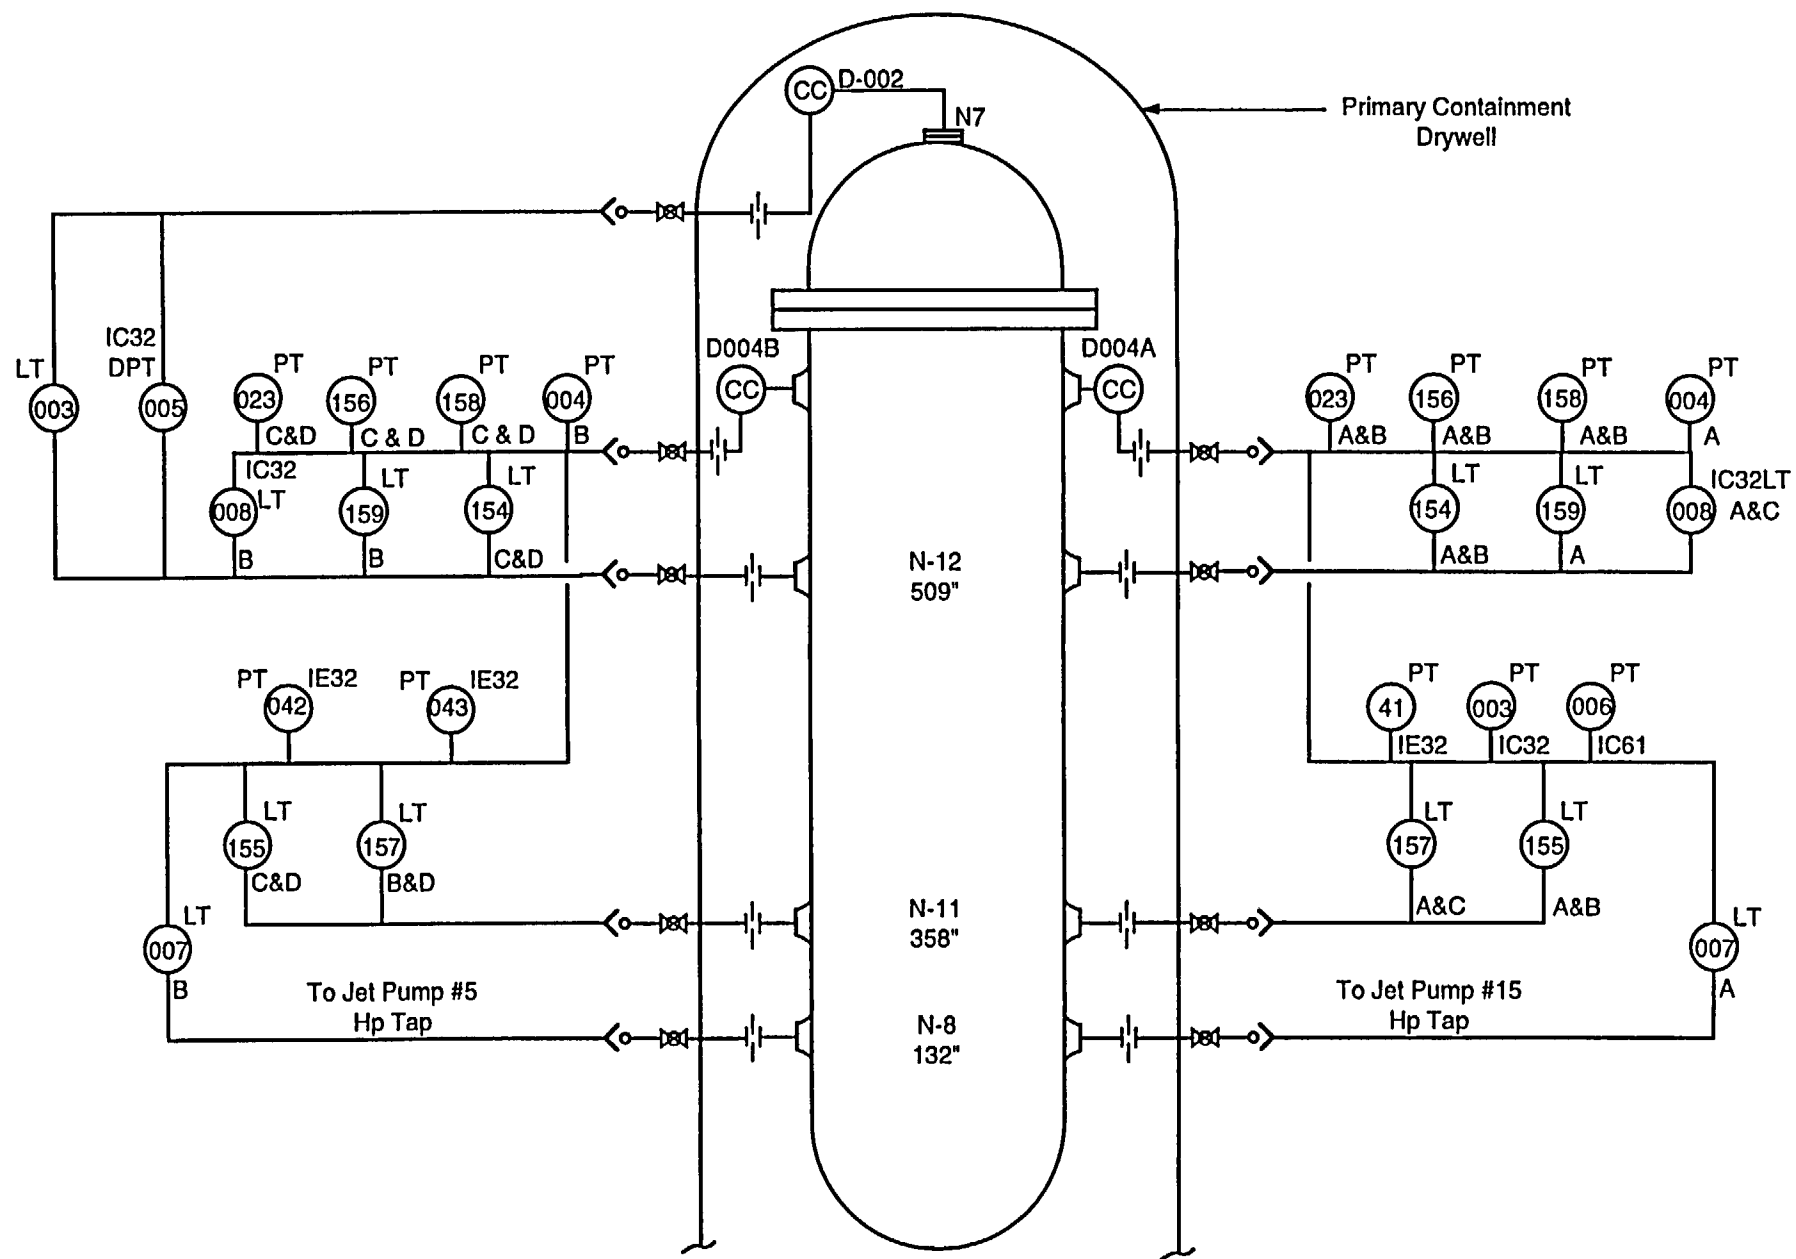 CC
D-002
N7
Primary Containment
Drywell
IC32
DPT
LT
003
005
PT
023
C&D
PT
156
C & D
PT
158
C & D
PT
004
B
IC32
LT
008
B
LT
159
B
LT
154
C&D
D004B
CC
D004A
CC
PT
023
A&B
PT
156
A&B
PT
158
A&B
PT
004
A
LT
154
A&B
LT
159
A
IC32LT
008
A&C
N-12
509"
PT
IE32
042
PT
IE32
043
LT
155
C&D
LT
157
B&D
LT
007
B
To Jet Pump #5
Hp Tap
PT
41
IE32
PT
003
IC32
PT
006
IC61
LT
157
A&C
LT
155
A&B
LT
007
A
N-11
358"
N-8
132"
To Jet Pump #15
Hp Tap